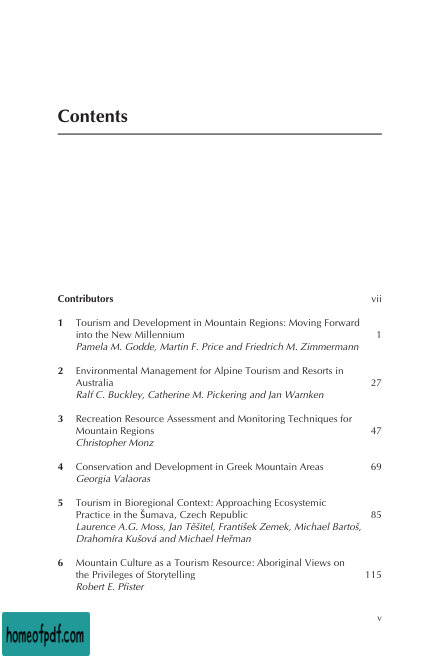 Contents
Contributors vii
1 Tourism and Development in Mountain Regions: Moving Forward
into the New Millennium 1
Pamela M. Godde, Martin F. Price and Friedrich M. Zimmermann
2 Environmental Management for Alpine Tourism and Resorts in
Australia 27
Ralf C. Buckley, Catherine M. Pickering and Jan Warnken
3 Recreation Resource Assessment and Monitoring Techniques for
Mountain Regions 47
Christopher Monz
4 Conservation and Development in Greek Mountain Areas 69
Georgia Valaoras
5 Tourism in Bioregional Context: Approaching Ecosystemic
Practice in the Šumava, Czech Republic 85
Laurence A.G. Moss, Jan Těšitel, František Zemek, Michael Bartoš,
Drahomíra Kušová and Michael Heřman
6 Mountain Culture as a Tourism Resource: Aboriginal Views on
the Privileges of Storytelling 115
Robert E. Pfister
v
homeofpdf.com